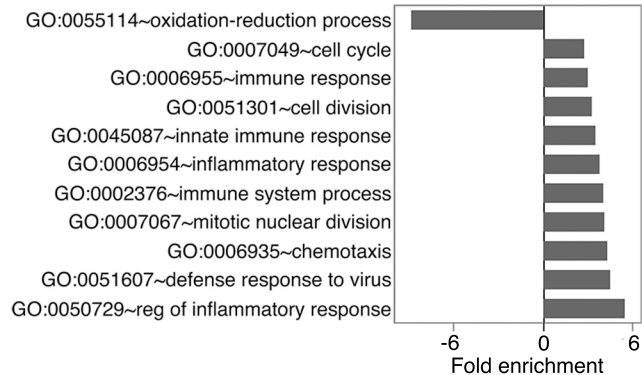 GO:0055114~oxidation-reduction process
GO:0007049~cell cycle
GO:0006955~immune response
GO:0051301~cell division
GO:0045087~innate immune response
GO:0006954~inflammatory response
GO:0002376~immune system process
GO:0007067~mitotic nuclear division
GO:0006935~chemotaxis
GO:0051607~defense response to virus
GO:0050729~reg of inflammatory response
-6 0 6
Fold enrichment